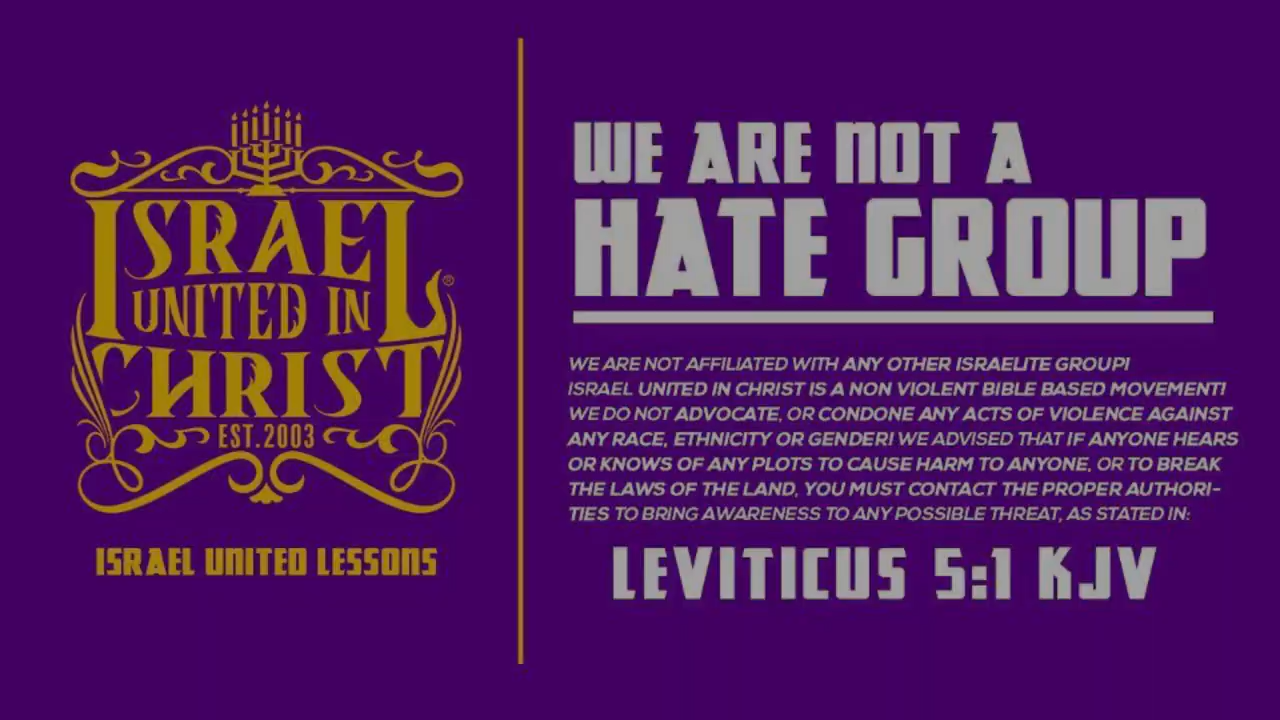 ISRAEL
UNITED IN
CHRIST
®
EST.2003
ISRAEL UNITED LESSONS
WE ARE NOT A
HATE GROUP
WE ARE NOT AFFILIATED WITH ANY OTHER ISRAELITE GROUP!
ISRAEL UNITED IN CHRIST IS A NON VIOLENT BIBLE BASED MOVEMENT!
WE DO NOT ADVOCATE, OR CONDONE ANY ACTS OF VIOLENCE AGAINST
ANY RACE, ETHNICITY OR GENDER! WE ADVISED THAT IF ANYONE HEARS
OR KNOWS OF ANY PLOTS TO CAUSE HARM TO ANYONE, OR TO BREAK
THE LAWS OF THE LAND, YOU MUST CONTACT THE PROPER AUTHORI-
TIES TO BRING AWARENESS TO ANY POSSIBLE THREAT, AS STATED IN:
LEVITICUS 5:1 KJV